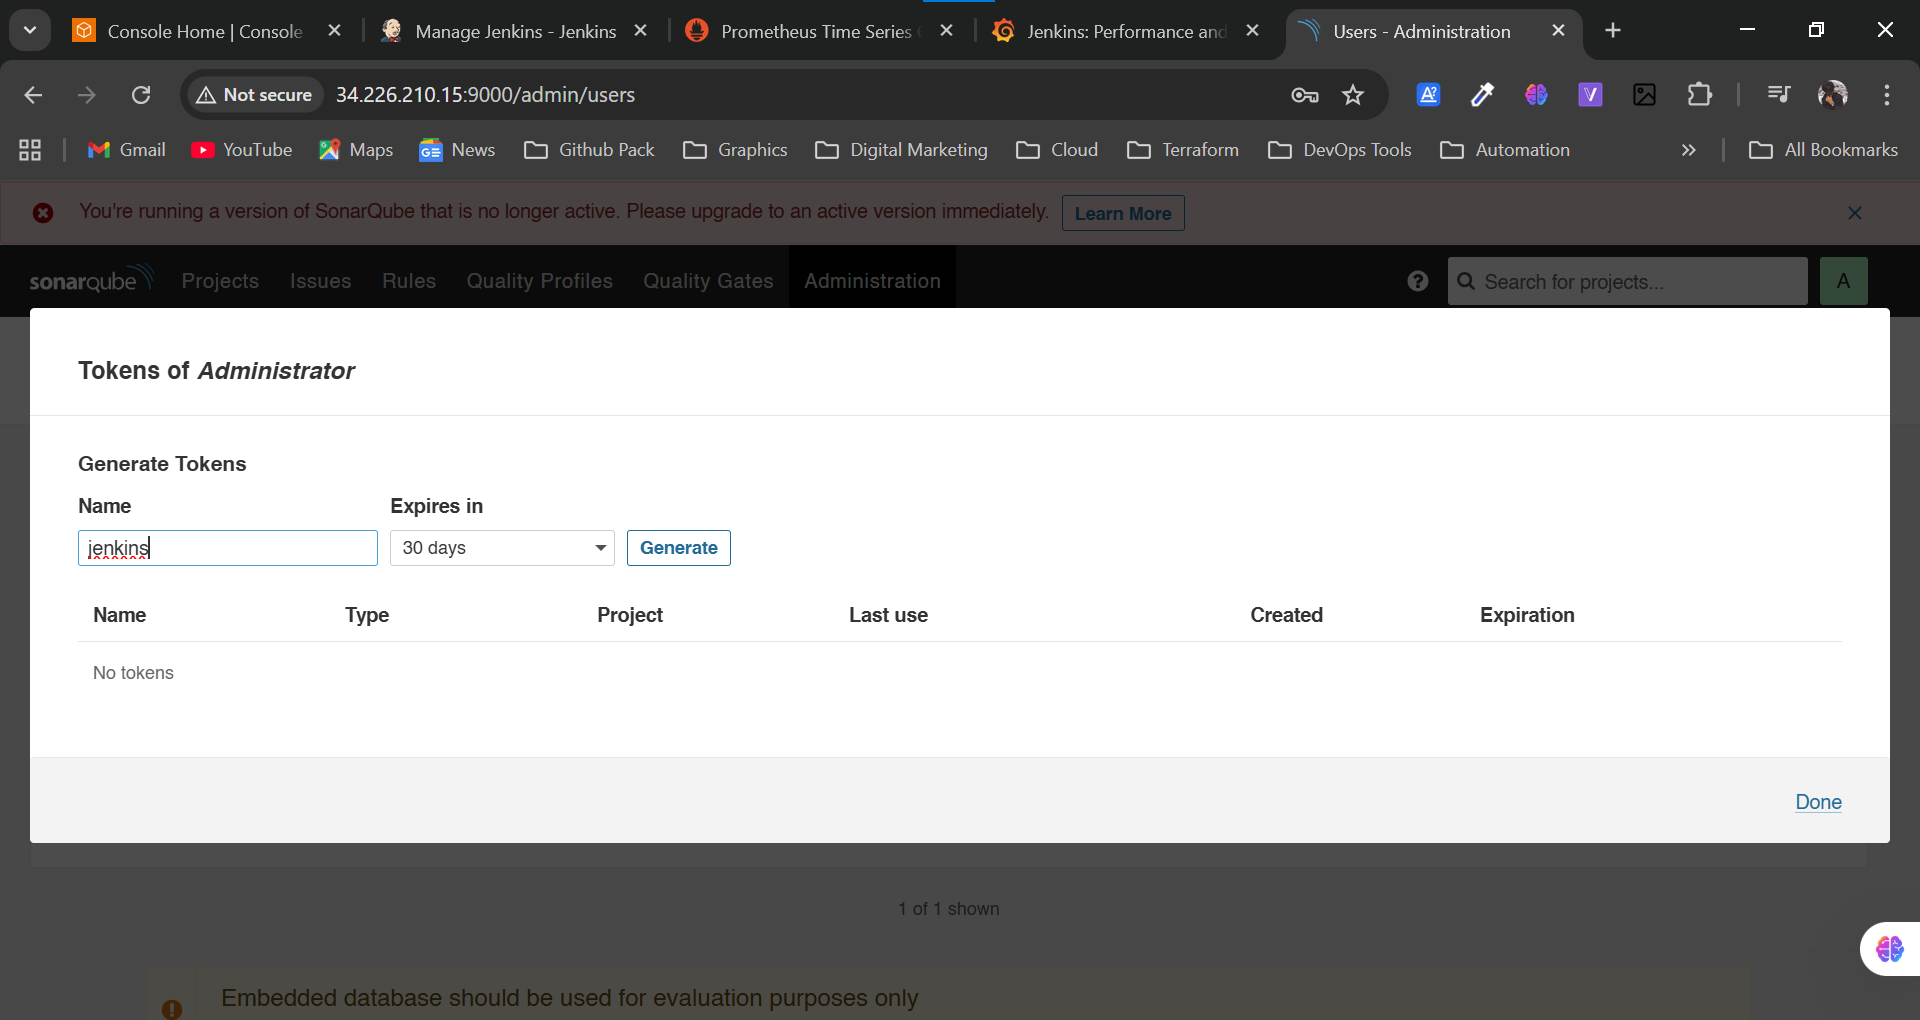 Console Home | Console
Manage Jenkins - Jenkins
Prometheus Time Series
Jenkins: Performance and
Users - Administration
Not secure
34.226.210.15:9000/admin/users
Gmail
YouTube
Maps
News
Github Pack
Graphics
Digital Marketing
Cloud
Terraform
DevOps Tools
Automation
All Bookmarks
You're running a version of SonarQube that is no longer active. Please upgrade to an active version immediately.
Learn More
sonarqube
Projects
Issues
Rules
Quality Profiles
Quality Gates
Administration
Search for projects...
A
Tokens of Administrator
Generate Tokens
Name
Expires in
jenkins
30 days
Generate
Name
Type
Project
Last use
Created
Expiration
No tokens
Done
1 of 1 shown
Embedded database should be used for evaluation purposes only